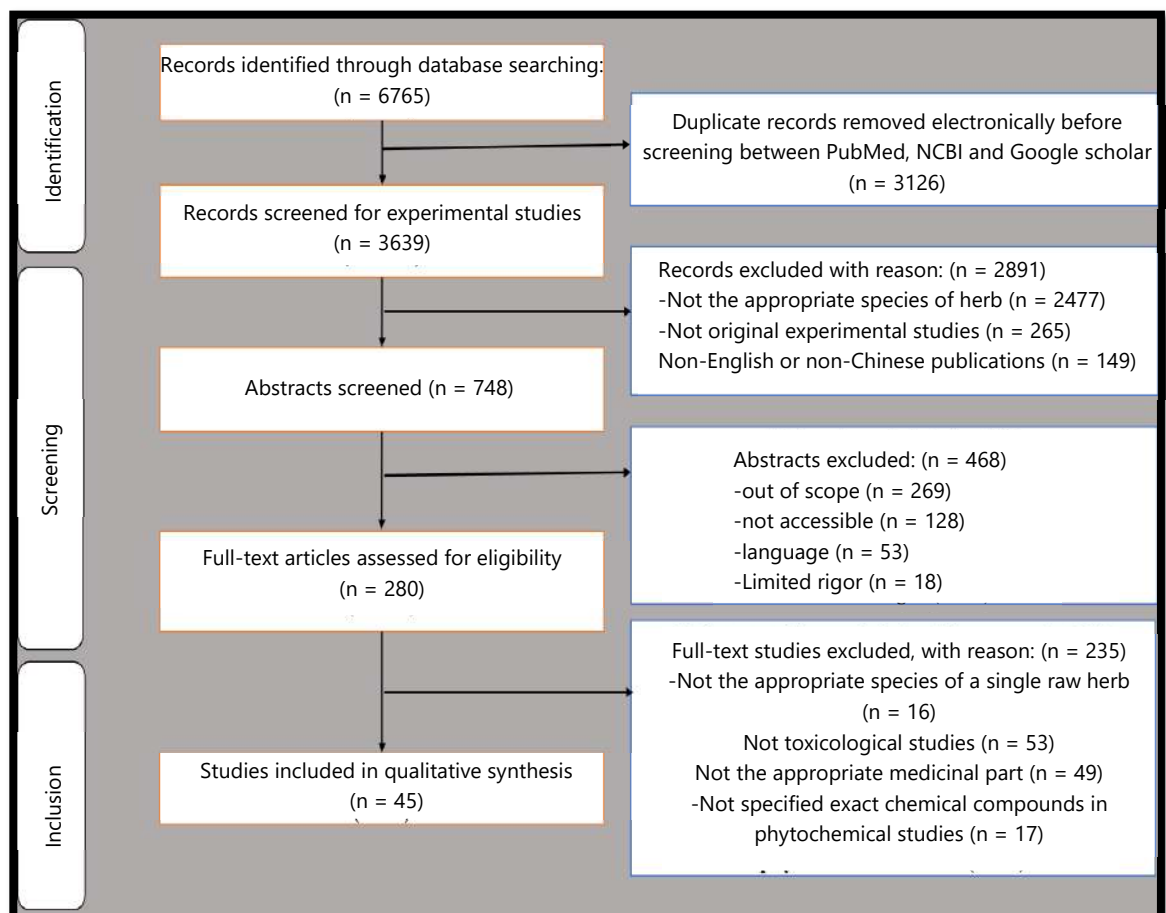 Identification
Records identified through database searching:
(n = 6765)
Duplicate records removed electronically before
screening between PubMed, NCBI and Google scholar
(n = 3126)
Records screened for experimental studies
(n = 3639)
Screening
Records excluded with reason: (n = 2891)
-Not the appropriate species of herb (n = 2477)
-Not original experimental studies (n = 265)
Non-English or non-Chinese publications (n = 149)
Abstracts screened (n = 748)
Abstracts excluded: (n = 468)
-out of scope (n = 269)
-not accessible (n = 128)
-language (n = 53)
-Limited rigor (n = 18)
Full-text articles assessed for eligibility
(n = 280)
Inclusion
Full-text studies excluded, with reason: (n = 235)
-Not the appropriate species of a single raw herb
(n = 16)
Not toxicological studies (n = 53)
Not the appropriate medicinal part (n = 49)
-Not specified exact chemical compounds in
phytochemical studies (n = 17)
Studies included in qualitative synthesis
(n = 45)